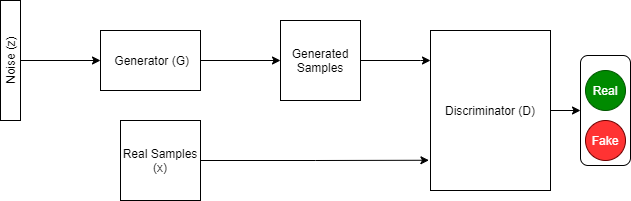 Noise (z)
Generator (G)
Generated
Samples
Real Samples
(x)
Discriminator (D)
Real
Fake